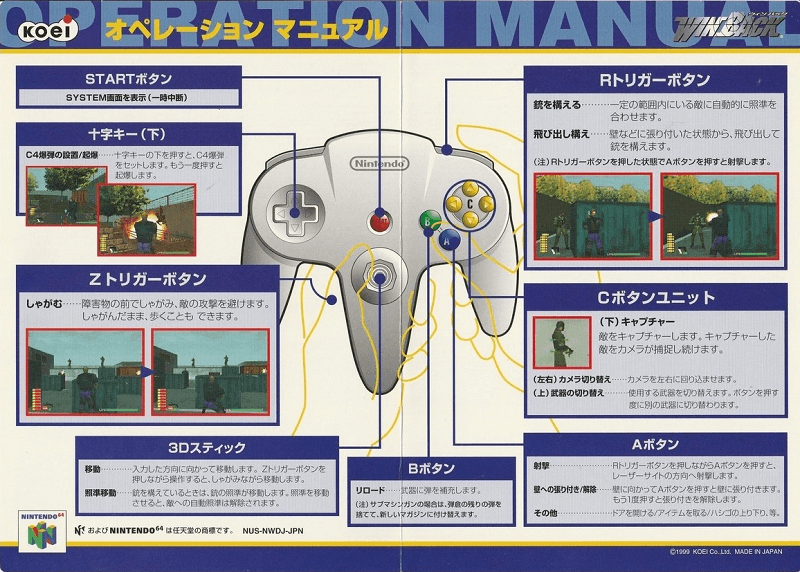 OPERATION MANUAL
KOEI
オペレーション マニュアル
WINBACK
STARTボタン
SYSTEM画面を表示（一時中断）
十字キー（下）
C4爆弾の設置/起爆……十字キーの下を押すと、C4爆弾
をセットします。もう一度押すと
起爆します。
Zトリガーボタン
しゃがむ……障害物の前でしゃがみ、敵の攻撃を避けます。
しゃがんだまま、歩くことも できます。
3Dスティック
移動…………入力した方向に向かって移動します。Zトリガーボタンを
押しながら操作すると、しゃがみながら移動します。
照準移動……銃を構えているときは、銃の照準が移動します。照準を移動
させると、敵への自動照準は解除されます。
Nintendo
B
A
C
Rトリガーボタン
銃を構える…………一定の範囲内にいる敵に自動的に照準を
合わせます。
飛び出し構え………壁などに張り付いた状態から、飛び出して
銃を構えます。
（注）Rトリガーボタンを押した状態でAボタンを押すと射撃します。
Cボタンユニット
（下）キャプチャー
敵をキャプチャーします。キャプチャーした
敵をカメラが捕捉し続けます。
（左右）カメラ切り替え……カメラを左右に回り込ませます。
（上）武器の切り替え………使用する武器を切り替えます。ボタンを押す
度に別の武器に切り替わります。
Bボタン
リロード……武器に弾を補充します。
（注）サブマシンガンの場合は、弾倉の残りの弾を
捨てて、新しいマガジンに付け替えます。
Aボタン
射撃……………………Rトリガーボタンを押しながらAボタンを押すと、
レーザーサイトの方向へ射撃します。
壁への張り付き/解除……壁に向かってAボタンを押すと壁に張り付きます。
もう1度押すと張り付きを解除します。
その他…………………ドアを開ける/アイテムを取る/ハシゴの上り下り、等。
NINTENDO 64
および NINTENDO 64 は任天堂の商標です。 NUS-NWDJ-JPN
©1999 KOEI Co.,Ltd. MADE IN JAPAN